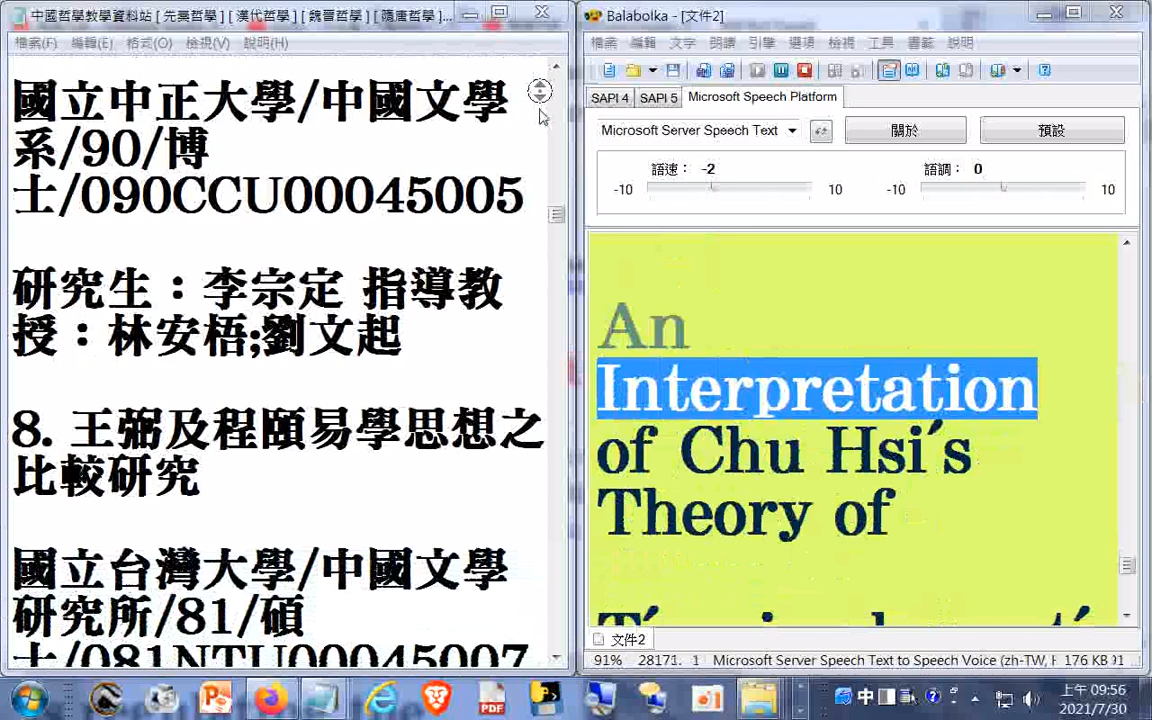 中國哲學教學資料站 [ 先秦哲學 ] [ 漢代哲學 ] [ 魏晉哲學 ] [ 隋唐哲學 ]...
檔案(F) 編輯(E) 格式(O) 檢視(V) 說明(H)
國立中正大學/中國文學
系/90/博
士/090CCU00045005
研究生：李宗定 指導教
授：林安梧;劉文起
8. 王弼及程頤易學思想之
比較研究
國立台灣大學/中國文學
研究所/81/碩
士/081NTU00045007
Balabolka - [文件2]
檔案 編輯 文字 朗讀 引擎 選項 檢視 工具 書籤 說明
SAPI 4 SAPI 5 Microsoft Speech Platform
Microsoft Server Speech Text 關於 預設
語速： -2 語調： 0
-10 10 -10 10
An
Interpretation
of Chu Hsi´s
Theory of
文件2
91% 28171. 1 Microsoft Server Speech Text to Speech Voice (zh-TW, 176 KB
PDF
中
上午 09:56
2021/7/30